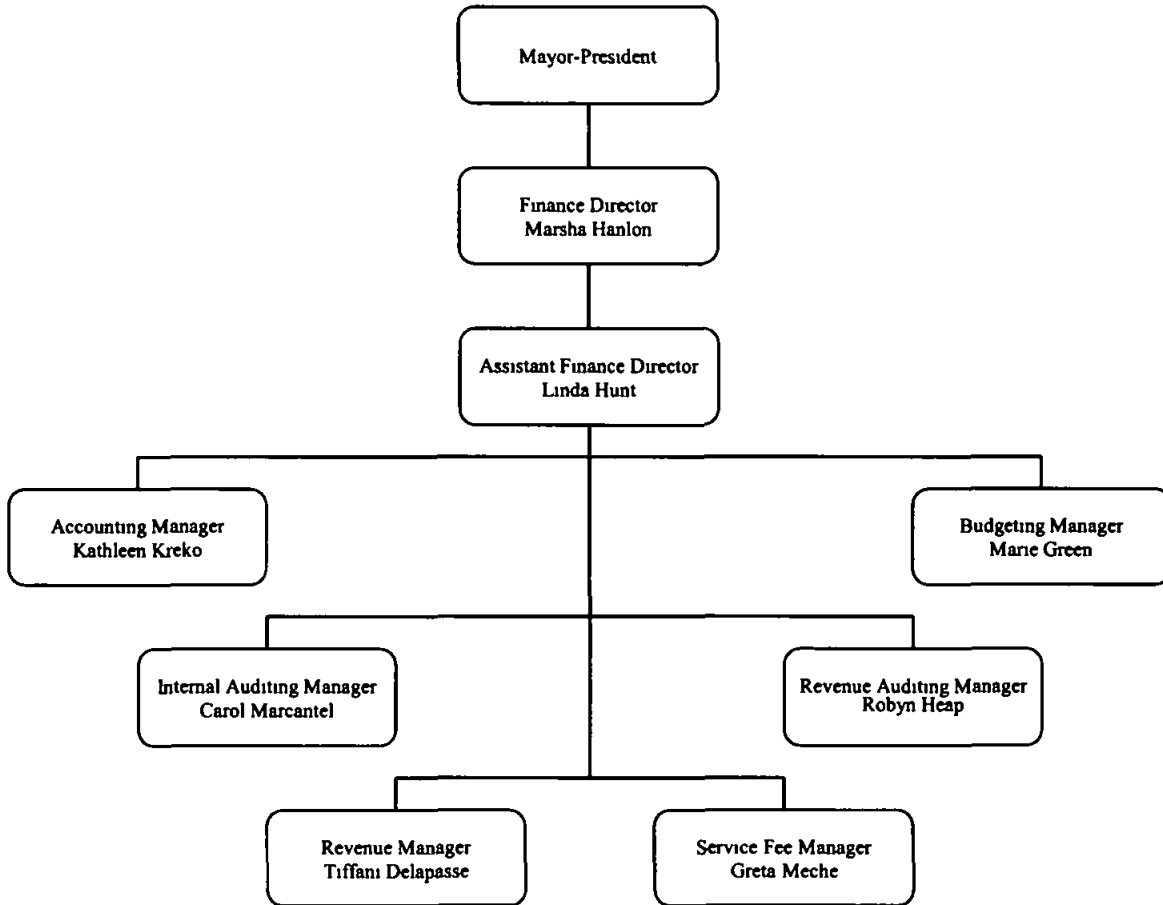 Mayor-President
Finance Director
Marsha Hanlon
Assistant Finance Director
Linda Hunt
Accounting Manager
Kathleen Kreko
Budgeting Manager
Marie Green
Internal Auditing Manager
Carol Marcantel
Revenue Auditing Manager
Robyn Heap
Revenue Manager
Tiffani Delapasse
Service Fee Manager
Greta Meche